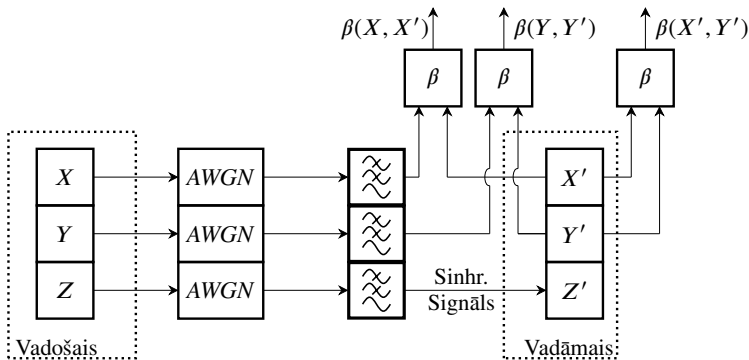 β(X, X′)
β(Y, Y′)
β(X′, Y′)
β
β
β
X
AWGN
X′
Y
AWGN
Y′
Z
AWGN
Sinhr.
Signāls
Z′
Vadošais
Vadāmais